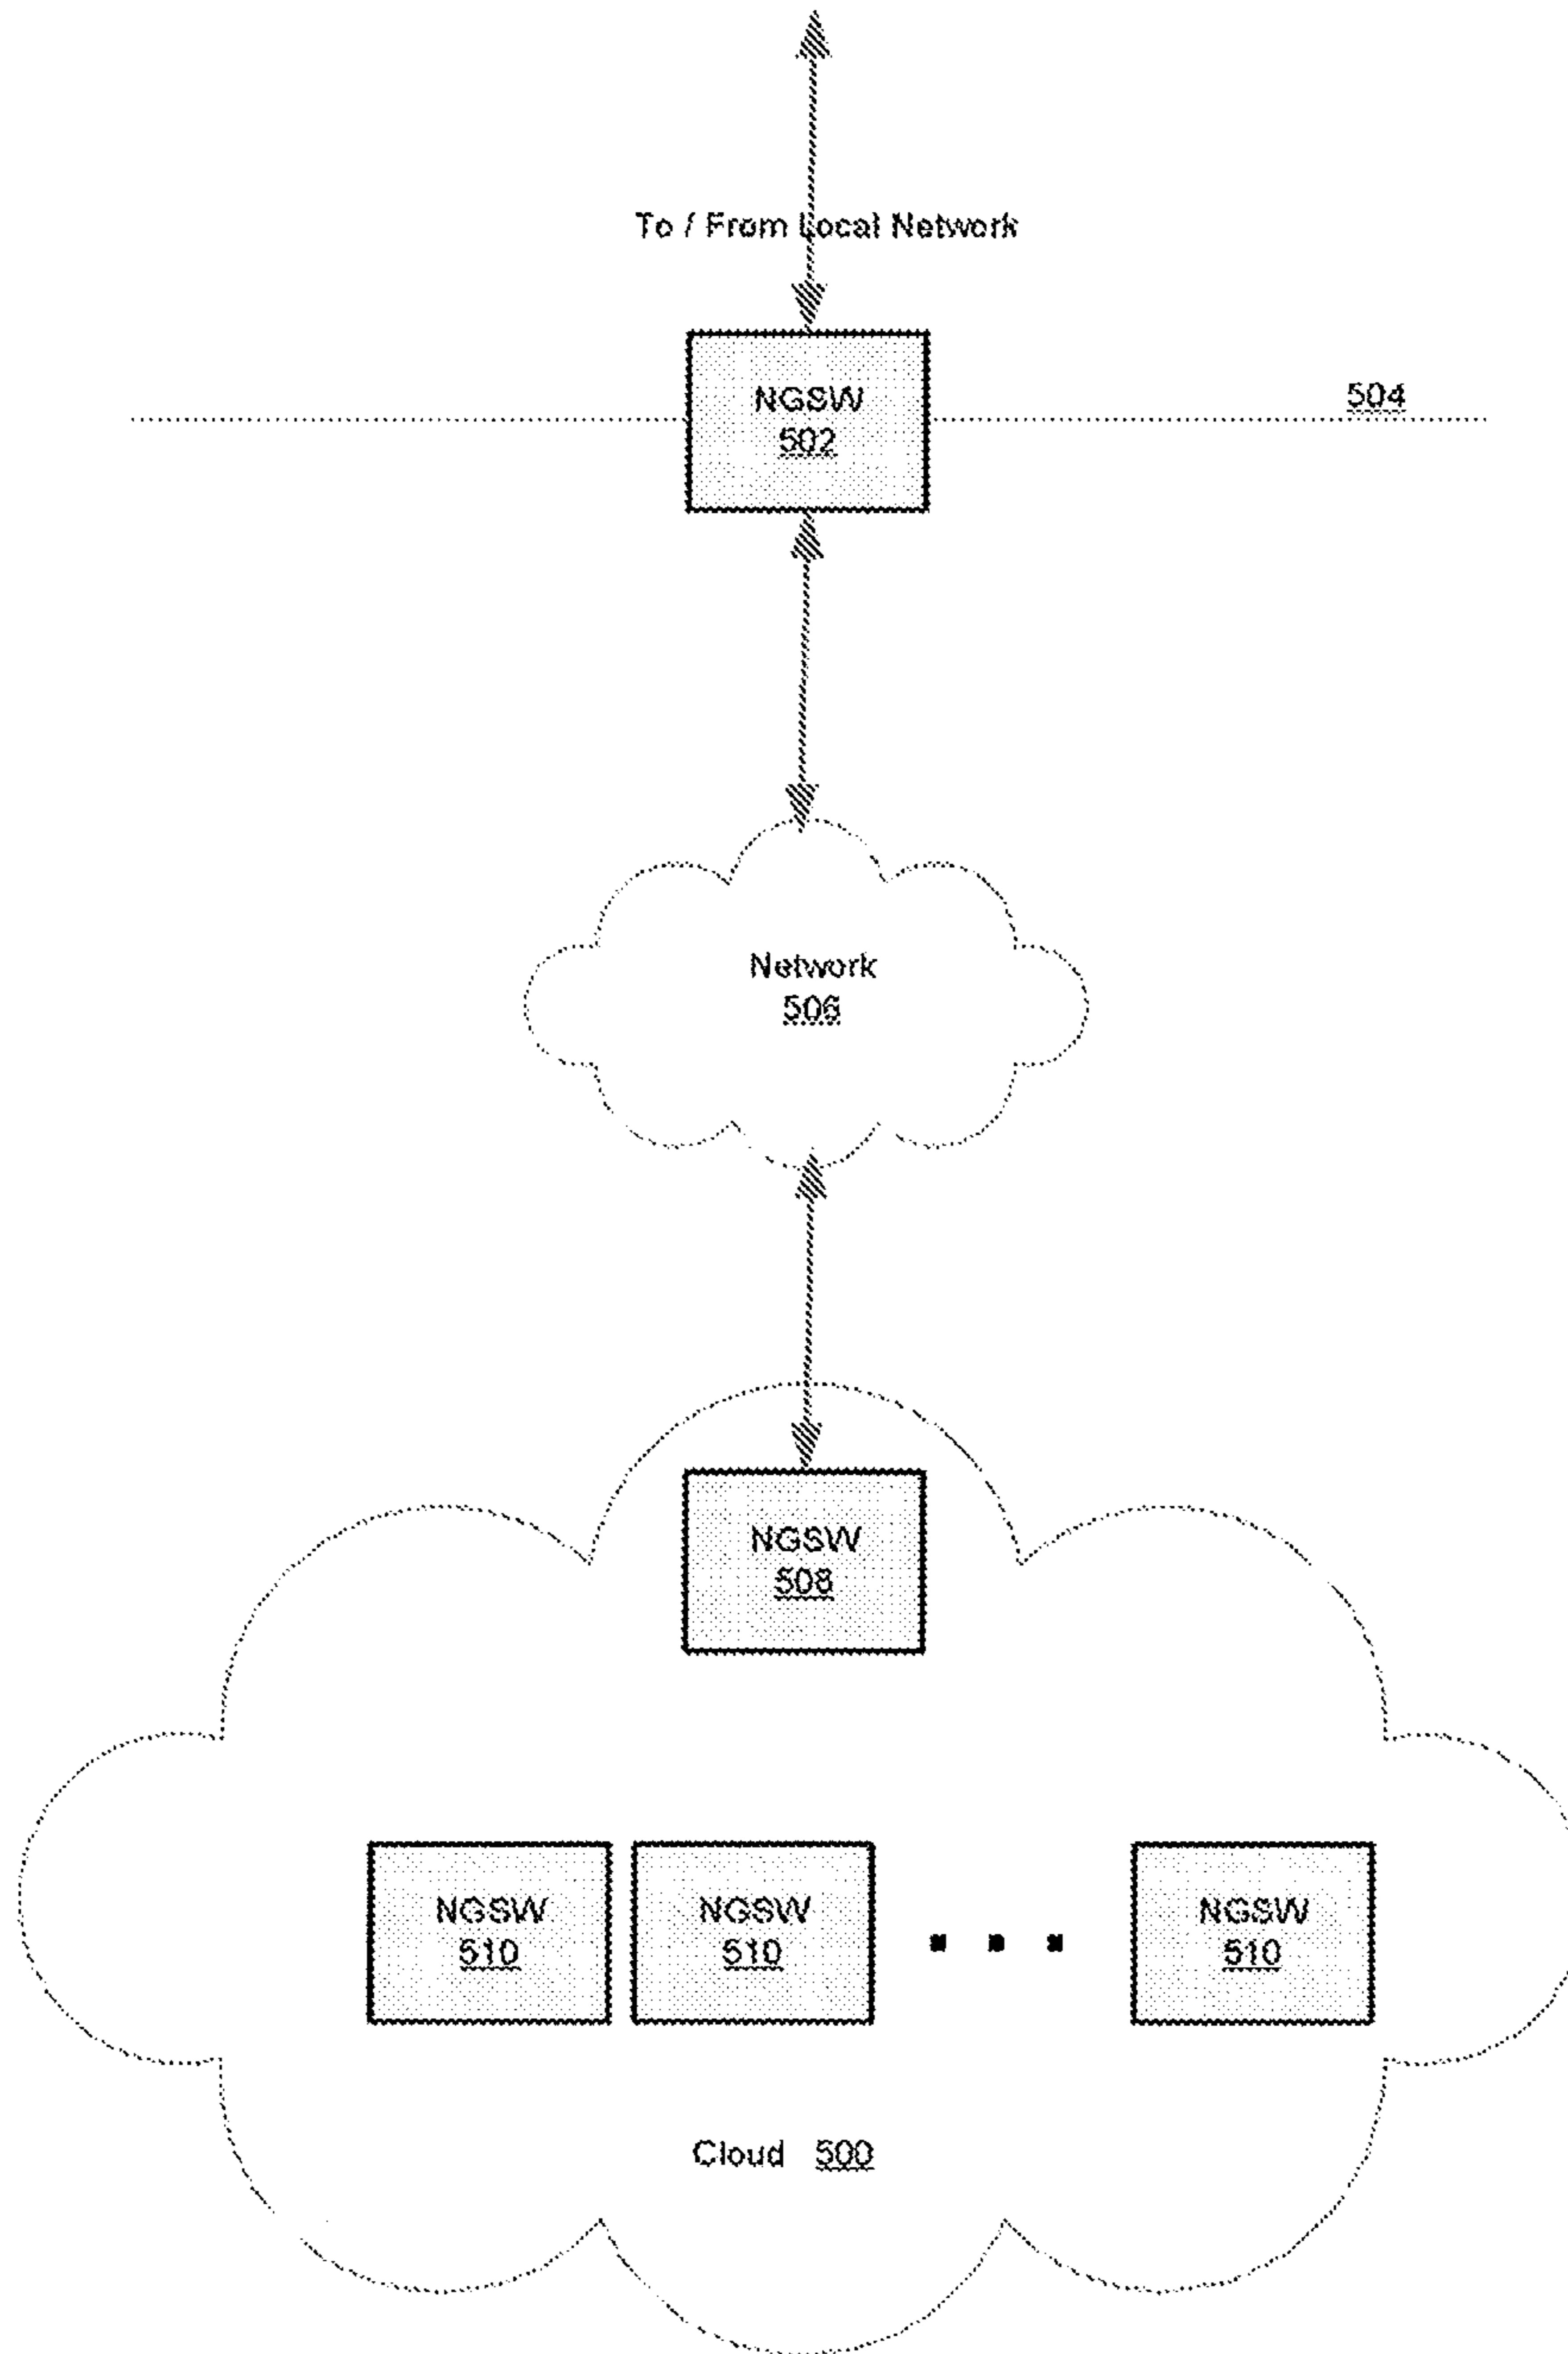 To / From Local Network
NGSW
502
504
Network
506
NGSW
508
NGSW
510
NGSW
510
NGSW
510
Cloud 500